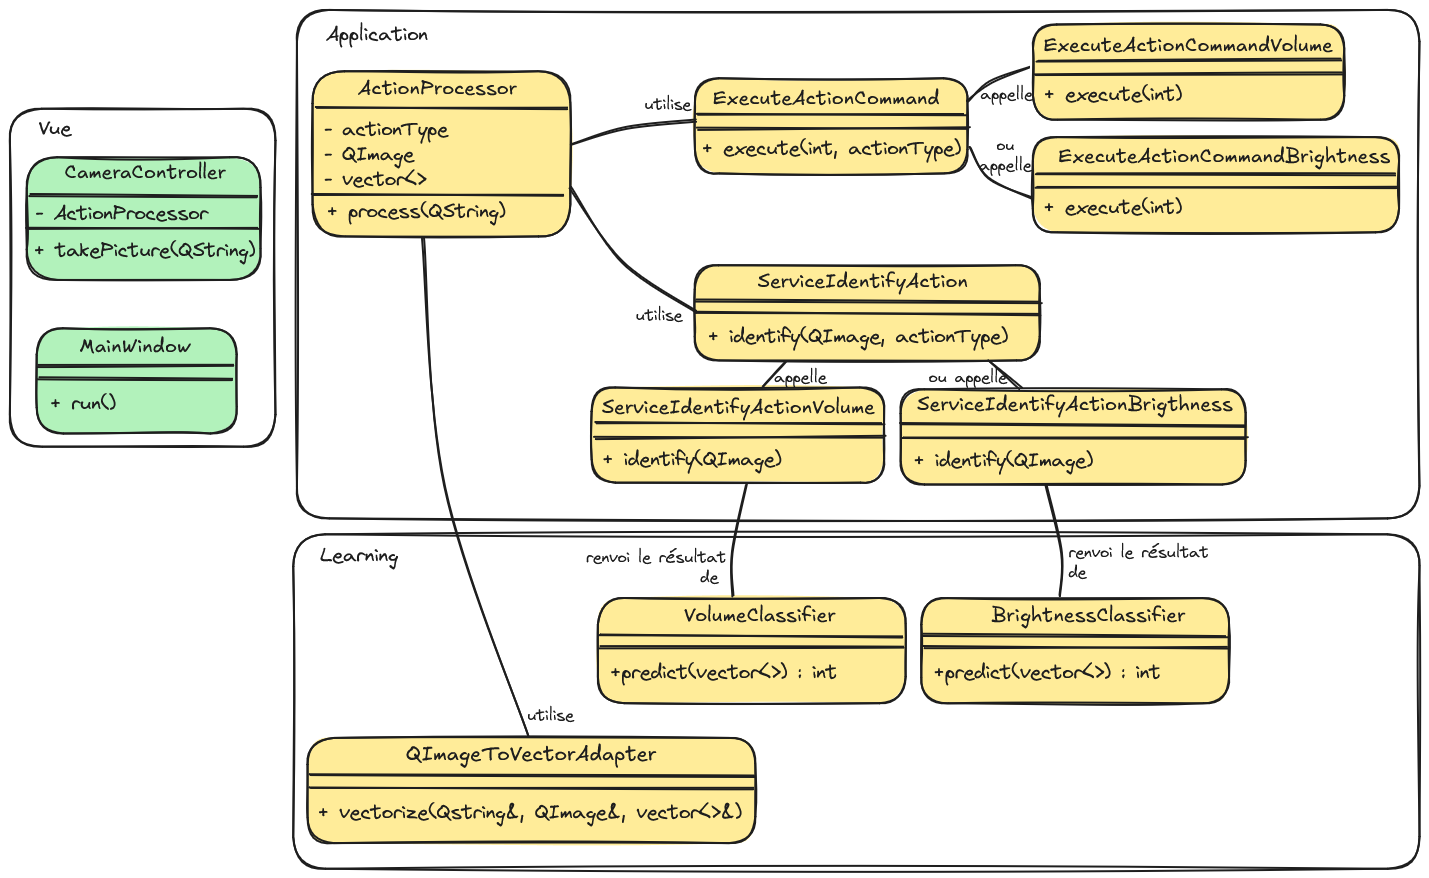 Vue
CameraController
- ActionProcessor
+ takePicture(QString)
MainWindow
+ run()
Application
ActionProcessor
- actionType
- QImage
- vector<>
+ process(QString)
utilise
ExecuteActionCommand
+ execute(int, actionType)
appelle
ExecuteActionCommandVolume
+ execute(int)
ou
appelle
ExecuteActionCommandBrightness
+ execute(int)
utilise
ServiceIdentifyAction
+ identify(QImage, actionType)
appelle
ou appelle
ServiceIdentifyActionVolume
+ identify(QImage)
ServiceIdentifyActionBrigthness
+ identify(QImage)
Learning
renvoi le résultat
de
renvoi le résultat
de
VolumeClassifier
+predict(vector<>) : int
BrightnessClassifier
+predict(vector<>) : int
utilise
QImageToVectorAdapter
+ vectorize(Qstring&, QImage&, vector<>&)